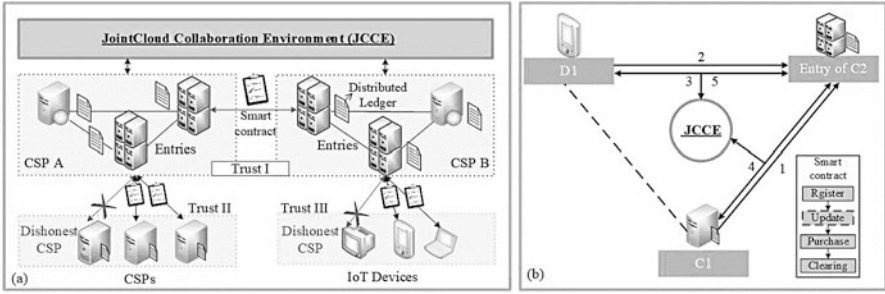 JointCloud Collaboration Environment (JCCE)
CSP A
Entries
Smart
contract
Distributed
Ledger
Entries
CSP B
Trust I
Trust II
Dishonest
CSP
CSPs
Trust III
Dishonest
CSP
IoT Devices
(a)
D1
2
3
5
Entry of C2
JCCE
4
1
C1
Smart
contract
Rgister
Update
Purchase
Clearing
(b)